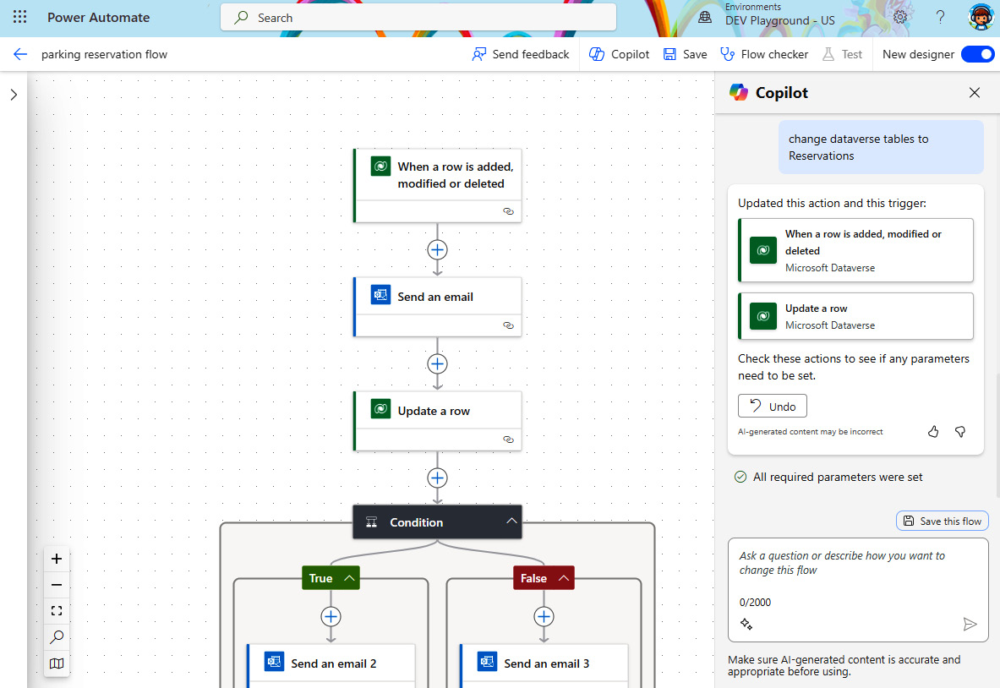 Power Automate
Search
Environments
DEV Playground - US
parking reservation flow
Send feedback
Copilot
Save
Flow checker
Test
New designer
When a row is added,
modified or deleted
Send an email
Update a row
Condition
True
False
Send an email 2
Send an email 3
Copilot
change dataverse tables to
Reservations
Updated this action and this trigger:
When a row is added, modified or
deleted
Microsoft Dataverse
Update a row
Microsoft Dataverse
Check these actions to see if any parameters
need to be set.
Undo
AI-generated content may be incorrect
All required parameters were set
Save this flow
Ask a question or describe how you want to
change this flow
0/2000
Make sure AI-generated content is accurate and
appropriate before using.